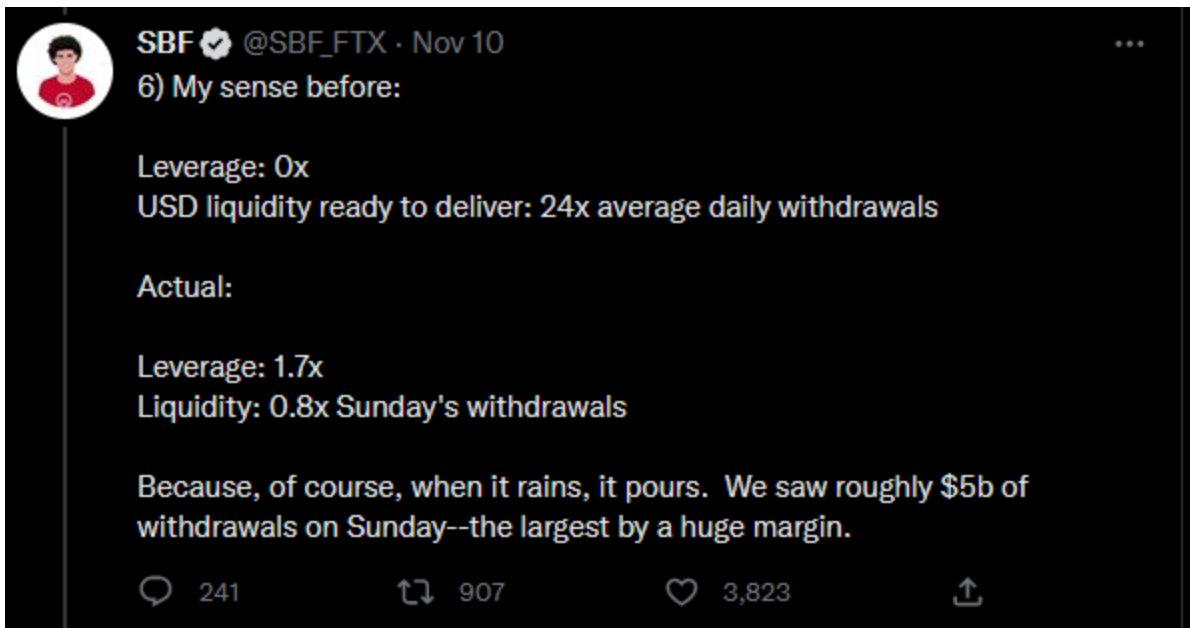 SBF @SBF_FTX · Nov 10
6) My sense before:
Leverage: 0x
USD liquidity ready to deliver: 24x average daily withdrawals
Actual:
Leverage: 1.7x
Liquidity: 0.8x Sunday's withdrawals
Because, of course, when it rains, it pours.  We saw roughly $5b of
withdrawals on Sunday--the largest by a huge margin.
241 907 3,823